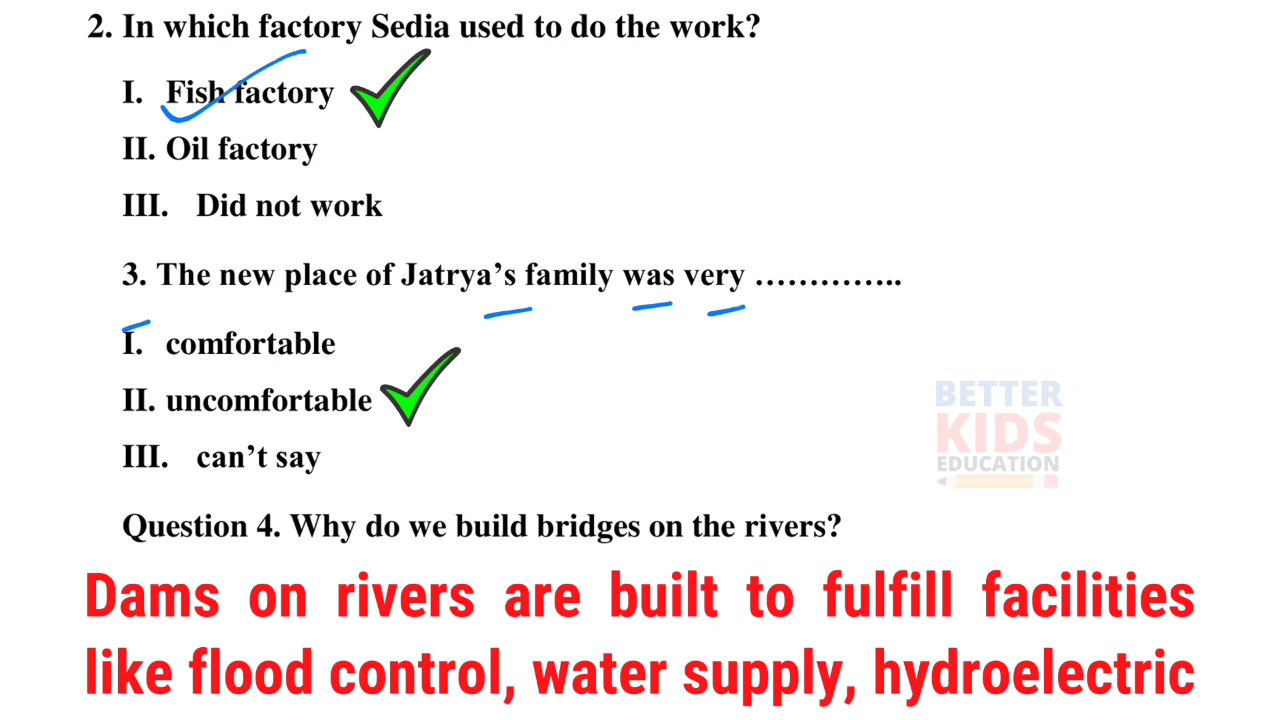 2. In which factory Sedia used to do the work?
I. Fish factory
II. Oil factory
III. Did not work
3. The new place of Jatrya’s family was very …………..
I. comfortable
II. uncomfortable
III. can’t say
BETTER
KIDS
EDUCATION
Question 4. Why do we build bridges on the rivers?
Dams on rivers are built to fulfill facilities
like flood control, water supply, hydroelectric